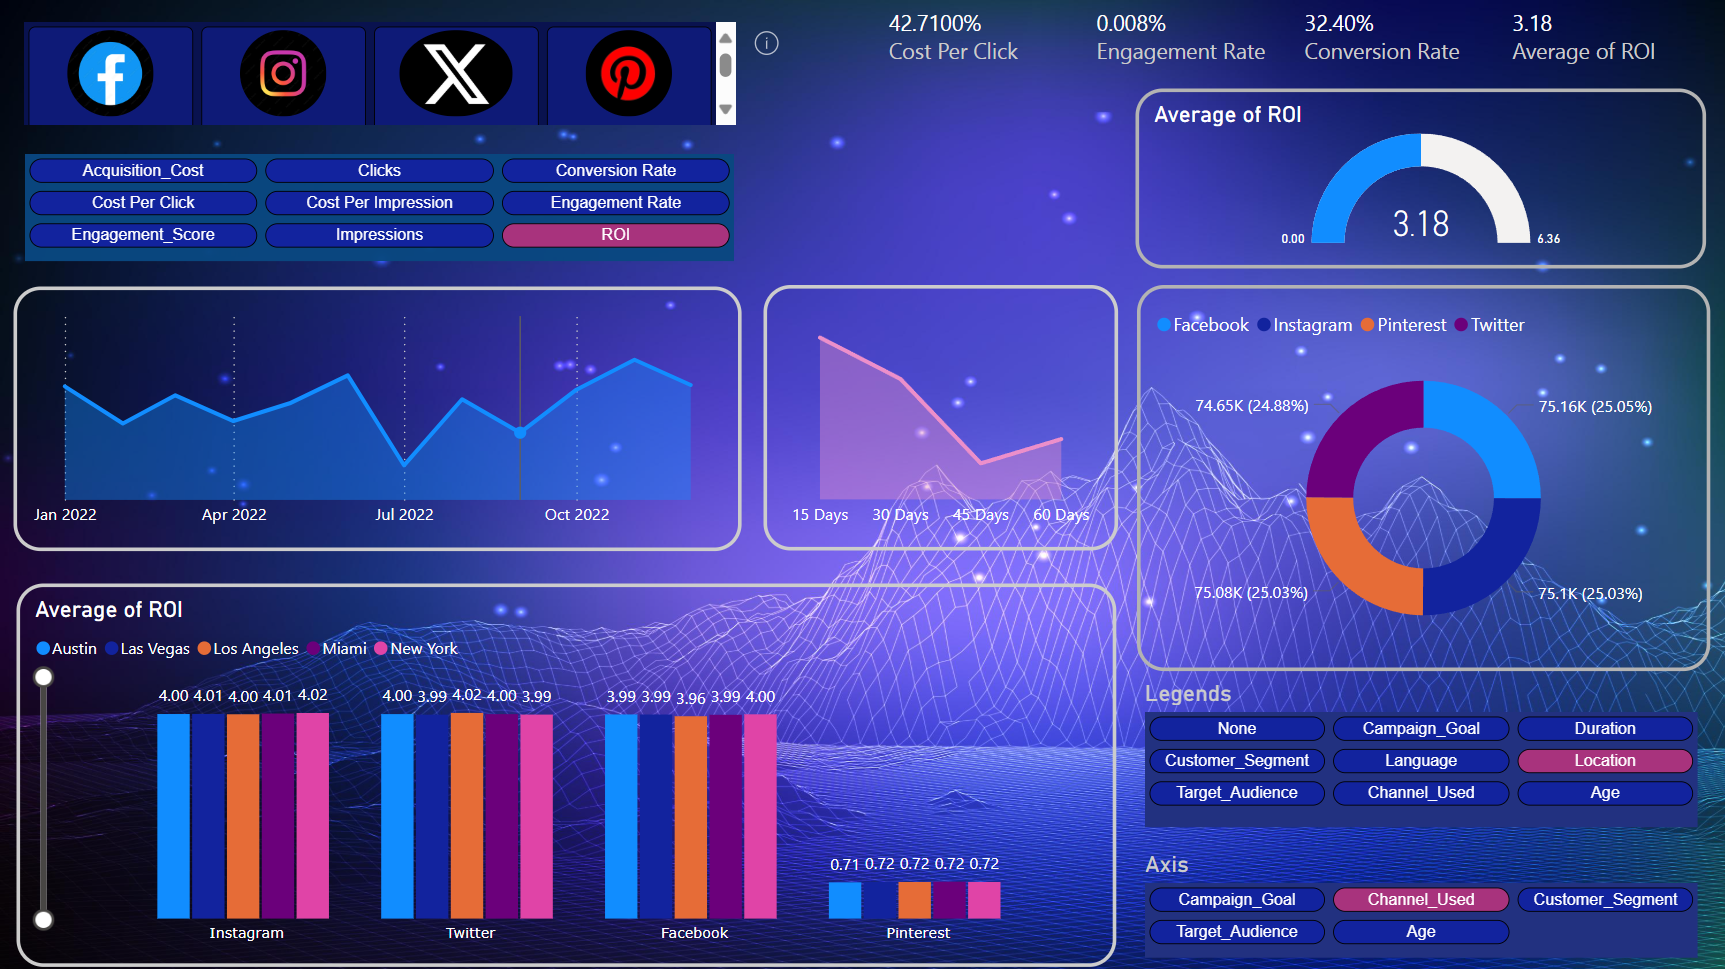 42.7100%
Cost Per Click
0.008%
Engagement Rate
32.40%
Conversion Rate
3.18
Average of ROI
Acquisition_Cost
Clicks
Conversion Rate
Cost Per Click
Cost Per Impression
Engagement Rate
Engagement_Score
Impressions
ROI
Average of ROI
0.00
3.18
6.36
Jan 2022
Apr 2022
Jul 2022
Oct 2022
15 Days
30 Days
45 Days
60 Days
Facebook Instagram Pinterest Twitter
74.65K (24.88%)
75.16K (25.05%)
75.08K (25.03%)
75.1K (25.03%)
Average of ROI
Austin Las Vegas Los Angeles Miami New York
4.00 4.01 4.00 4.01 4.02
4.00 3.99 4.02 4.00 3.99
3.99 3.99 3.96 3.99 4.00
0.71 0.72 0.72 0.72 0.72
Instagram
Twitter
Facebook
Pinterest
Legends
None
Campaign_Goal
Duration
Customer_Segment
Language
Location
Target_Audience
Channel_Used
Age
Axis
Campaign_Goal
Channel_Used
Customer_Segment
Target_Audience
Age